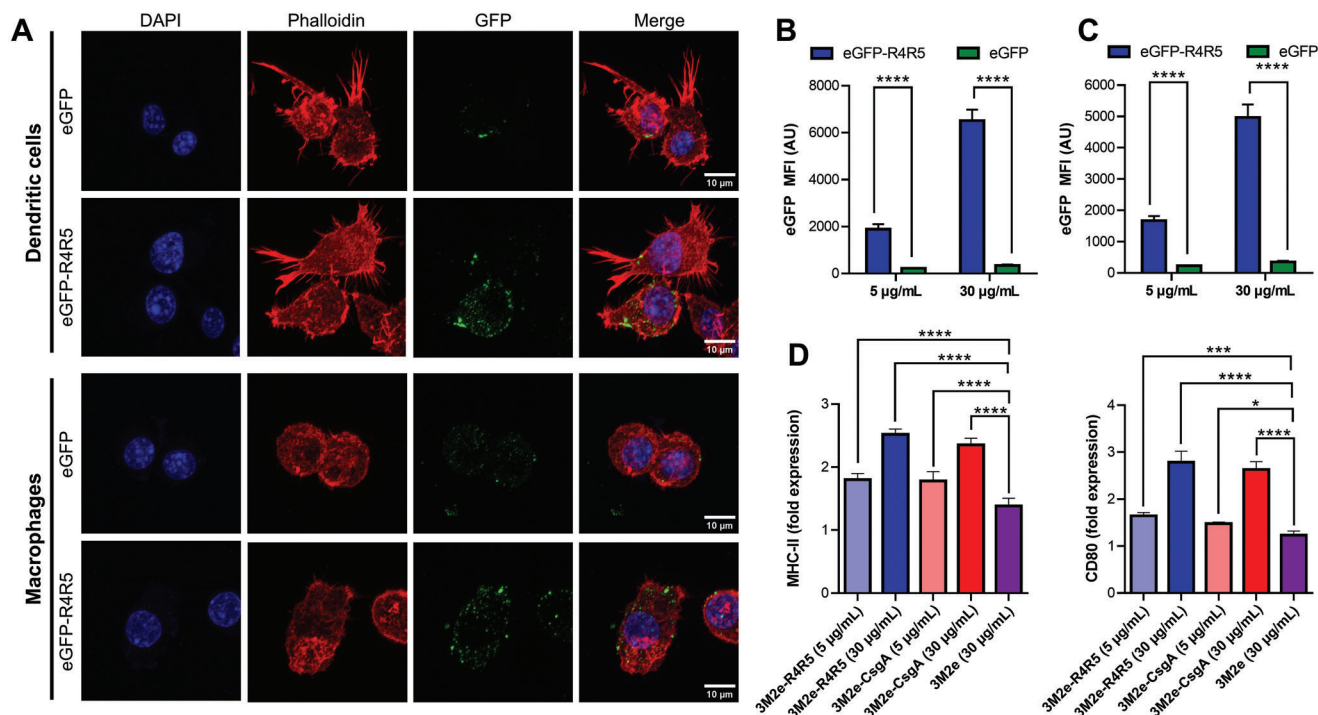 A
DAPI
Phalloidin
GFP
Merge
Dendritic cells
eGFP
10 µm
eGFP-R4R5
10 µm
Macrophages
eGFP
10 µm
eGFP-R4R5
10 µm
B
eGFP-R4R5
eGFP
****
****
eGFP MFI (AU)
8000
6000
4000
2000
0
5 µg/mL
30 µg/mL
C
eGFP-R4R5
eGFP
****
****
eGFP MFI (AU)
6000
5000
4000
3000
2000
1000
0
5 µg/mL
30 µg/mL
D
****
****
****
****
MHC-II (fold expression)
3
2
1
0
3M2e-R4R5 (5 µg/mL)
3M2e-R4R5 (30 µg/mL)
3M2e-CsgA (5 µg/mL)
3M2e-CsgA (30 µg/mL)
3M2e (30 µg/mL)
***
****
*
****
CD80 (fold expression)
4
3
2
1
0
3M2e-R4R5 (5 µg/mL)
3M2e-R4R5 (30 µg/mL)
3M2e-CsgA (5 µg/mL)
3M2e-CsgA (30 µg/mL)
3M2e (30 µg/mL)